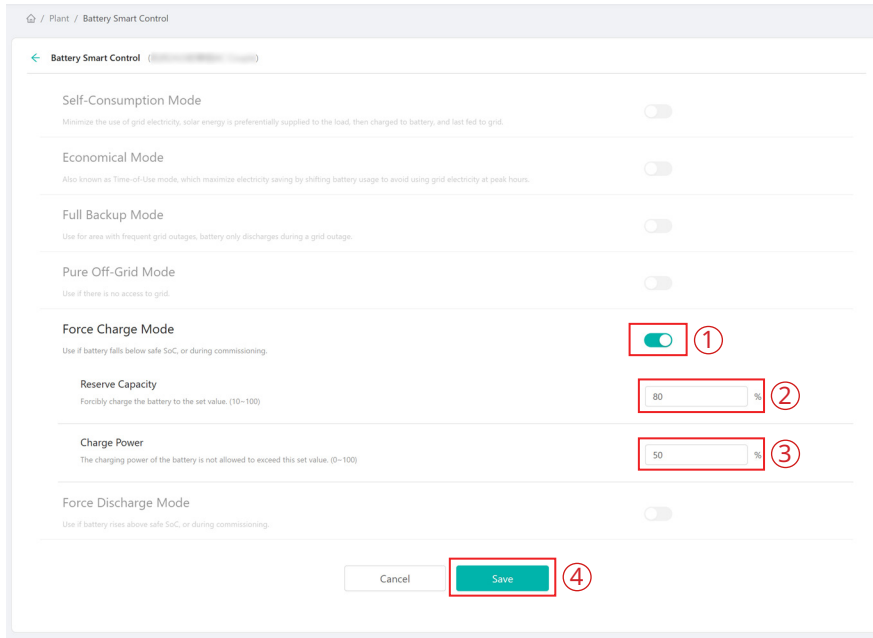 / Plant / Battery Smart Control
← Battery Smart Control ( )
Self-Consumption Mode
Minimize the use of grid electricity, solar energy is preferentially supplied to the load, then charged to battery, and last fed to grid.
Economical Mode
Also known as Time-of-Use mode, which maximize electricity saving by shifting battery usage to avoid using grid electricity at peak hours.
Full Backup Mode
Use for area with frequent grid outages, battery only discharges during a grid outage.
Pure Off-Grid Mode
Use if there is no access to grid.
Force Charge Mode
①
Use if battery falls below safe SoC, or during commissioning.
Reserve Capacity
Forcibly charge the battery to the set value. (10~100)
80 % ②
Charge Power
The charging power of the battery is not allowed to exceed this set value. (0~100)
50 % ③
Force Discharge Mode
Use if battery rises above safe SoC, or during commissioning.
Cancel Save ④